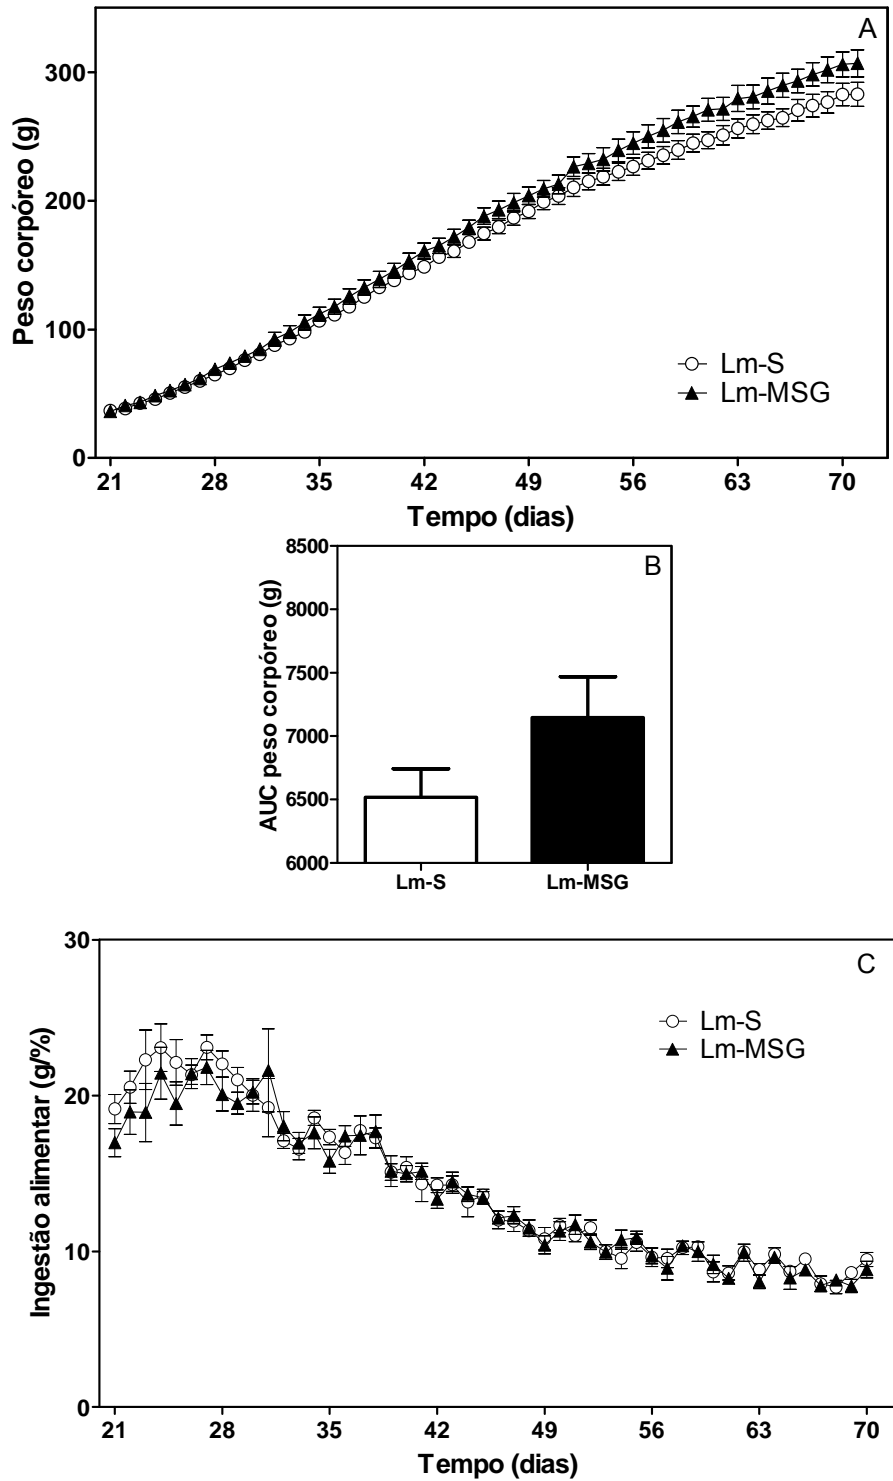 A
300
200
100
0
Peso corpóreo (g)
Lm-S
Lm-MSG
21 28 35 42 49 56 63 70
Tempo (dias)
B
8500
8000
7500
7000
6500
6000
AUC peso corpóreo (g)
Lm-S Lm-MSG
C
30
20
10
0
Ingestão alimentar (g/%)
Lm-S
Lm-MSG
21 28 35 42 49 56 63 70
Tempo (dias)